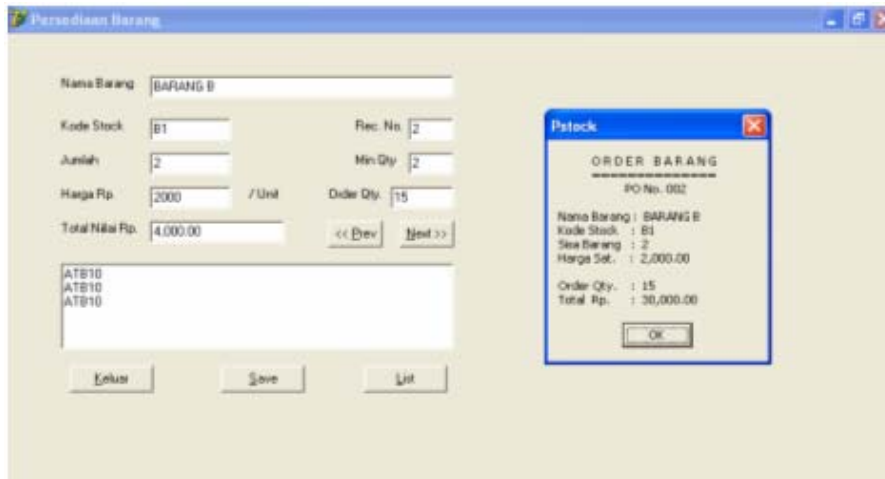 Persediaan Barang
Nama Barang BARANG B
Kode Stock B1 Rec. No. 2
Jumlah 2 Min Qty 2
Harga Rp. 2000 / Unit Order Qty. 15
Total Nilai Rp. 4,000.00 << Prev Next >>
ATB10
ATB10
ATB10
Keluar Save List
Pstock
ORDER BARANG
==============
PO No. 002
Nama Barang : BARANG B
Kode Stock : B1
Sisa Barang : 2
Harga Sat. : 2,000.00
Order Qty. : 15
Total Rp. : 30,000.00
OK